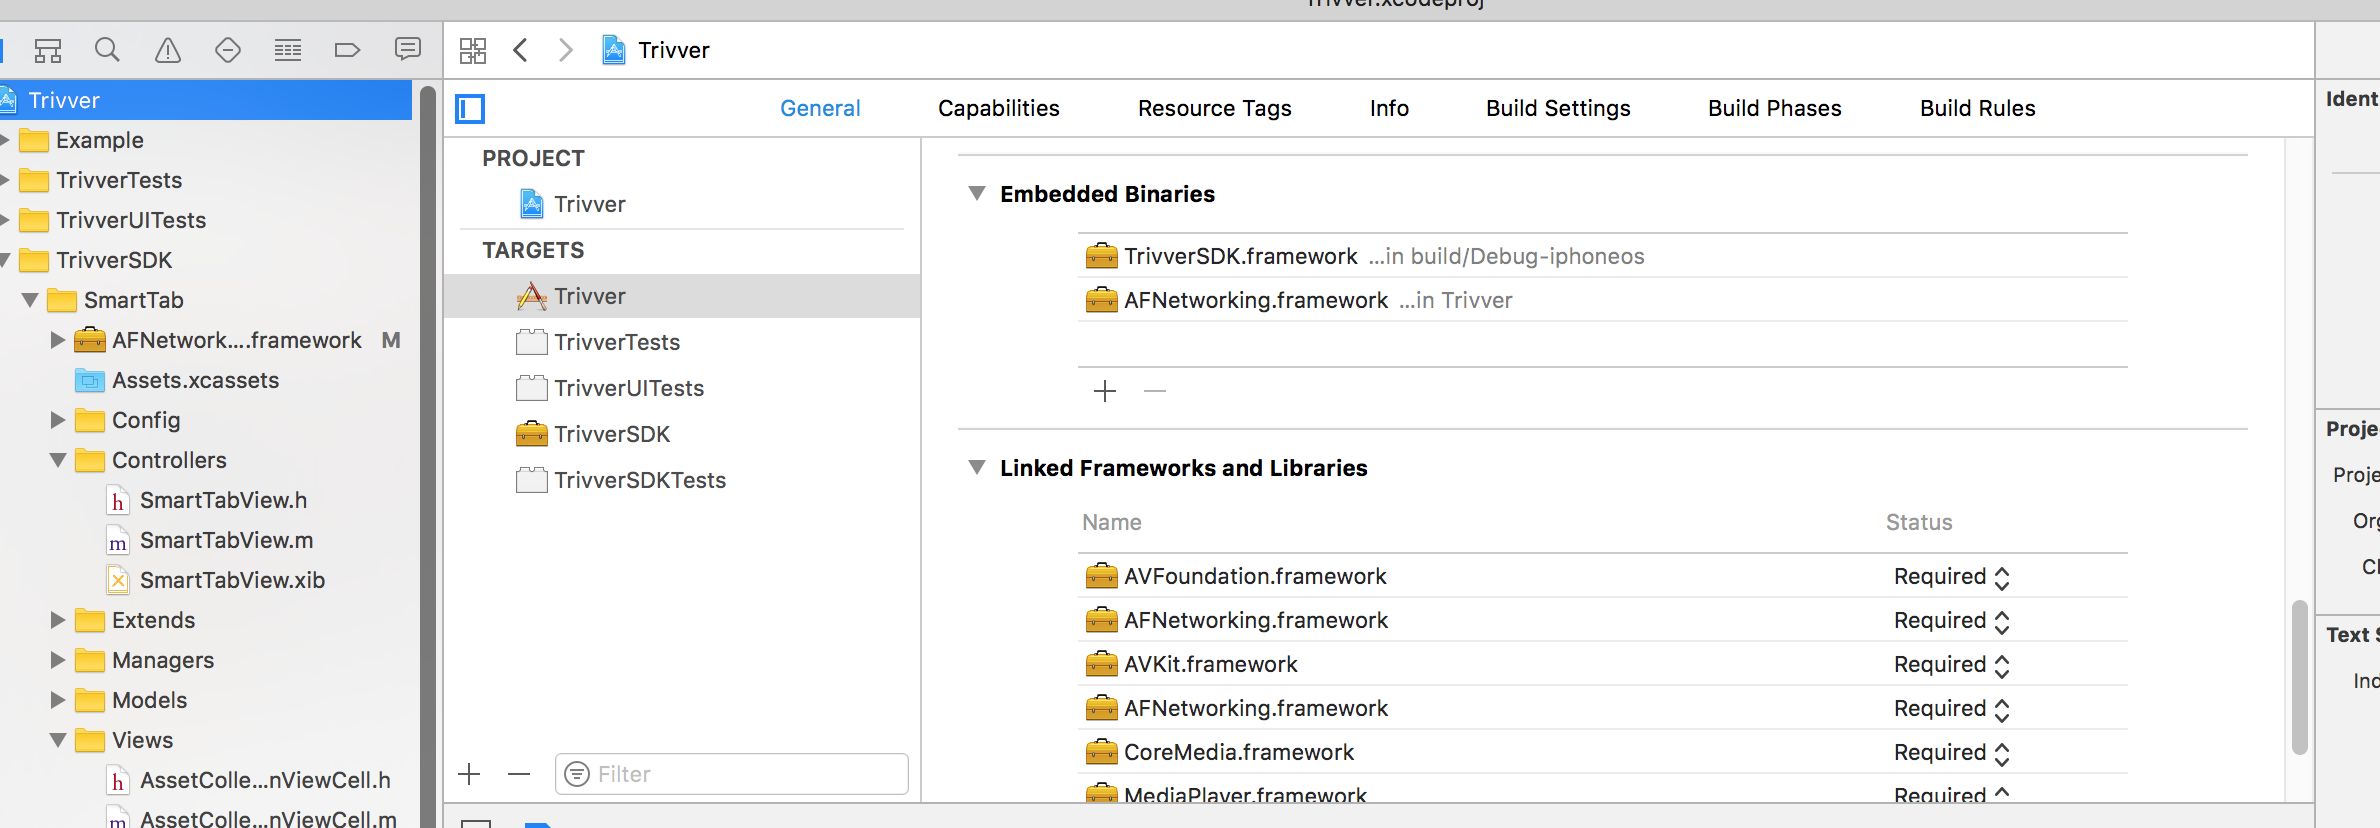 Trivver.xcodeproj
Trivver
General Capabilities Resource Tags Info Build Settings Build Phases Build Rules
Trivver
Example
TrivverTests
TrivverUITests
TrivverSDK
SmartTab
AFNetwork....framework M
Assets.xcassets
Config
Controllers
h SmartTabView.h
m SmartTabView.m
SmartTabView.xib
Extends
Managers
Models
Views
h AssetColle...nViewCell.h
m AssetColle...nViewCell.m
PROJECT
Trivver
TARGETS
Trivver
TrivverTests
TrivverUITests
TrivverSDK
TrivverSDKTests
Filter
Embedded Binaries
TrivverSDK.framework ...in build/Debug-iphoneos
AFNetworking.framework ...in Trivver
Linked Frameworks and Libraries
Name Status
AVFoundation.framework Required
AFNetworking.framework Required
AVKit.framework Required
AFNetworking.framework Required
CoreMedia.framework Required
MediaPlayer.framework Required
Ident
Proje
Proje
Org
Text S
Ind